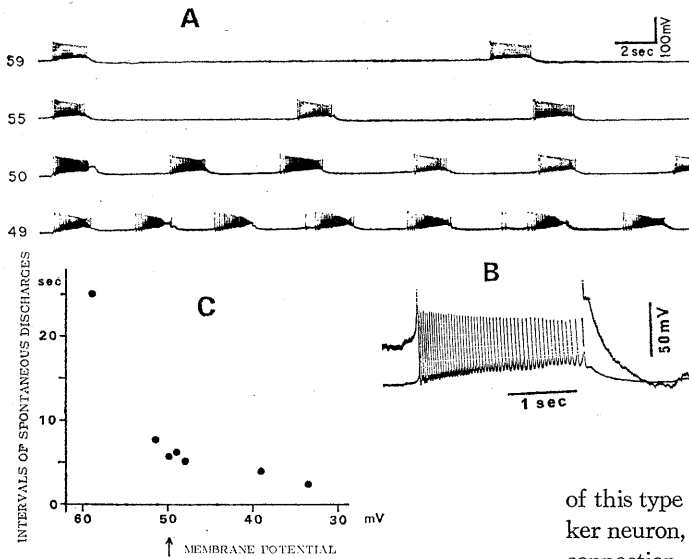 A
59
2 sec
100mV
55
50
49
INTERVALS OF SPONTANEOUS DISCHARGES
sec
20
10
0
C
60
50
40
30
mV
↑ MEMBRANE POTENTIAL
B
50 mV
1 sec
of this type
ker neuron,